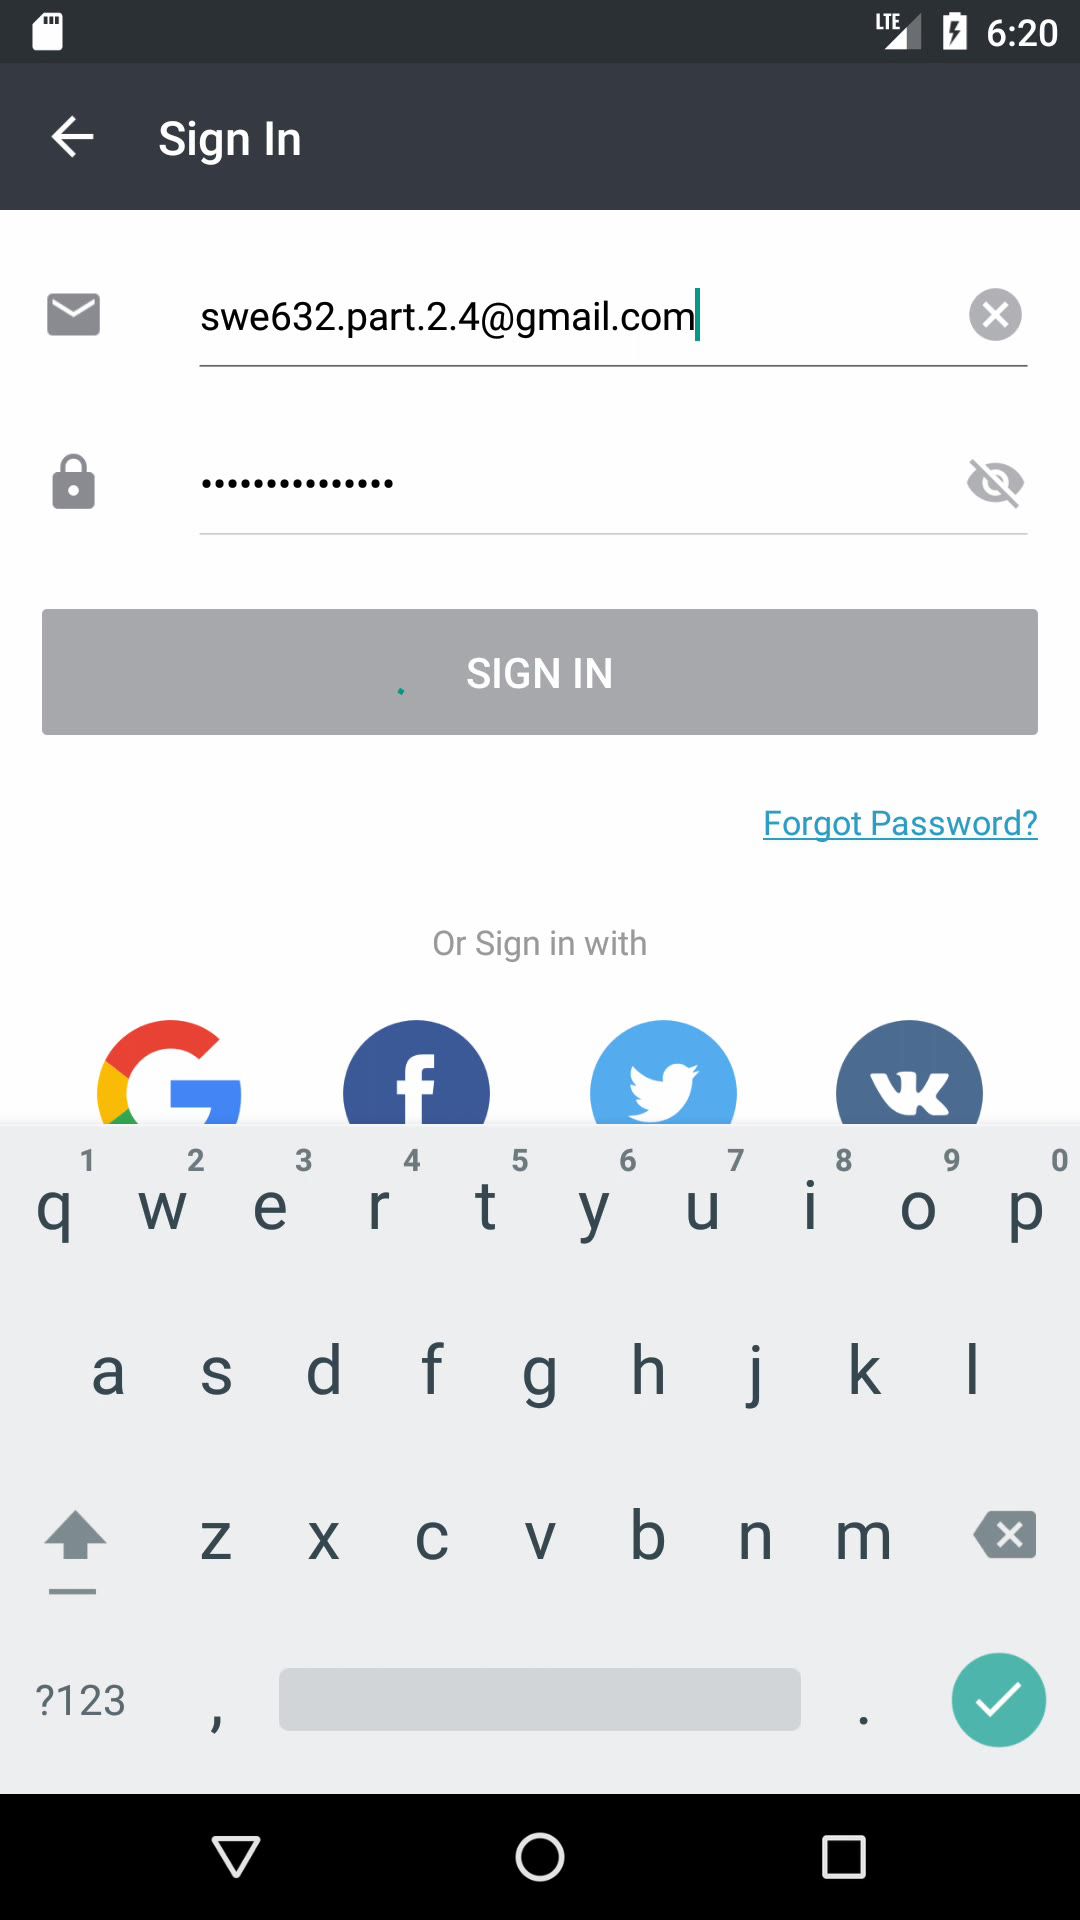 LTE 6:20
Sign In
swe632.part.2.4@gmail.com
•••••••••••••••
SIGN IN
Forgot Password?
Or Sign in with
1 2 3 4 5 6 7 8 9 0
q w e r t y u i o p
a s d f g h j k l
z x c v b n m
?123 , .